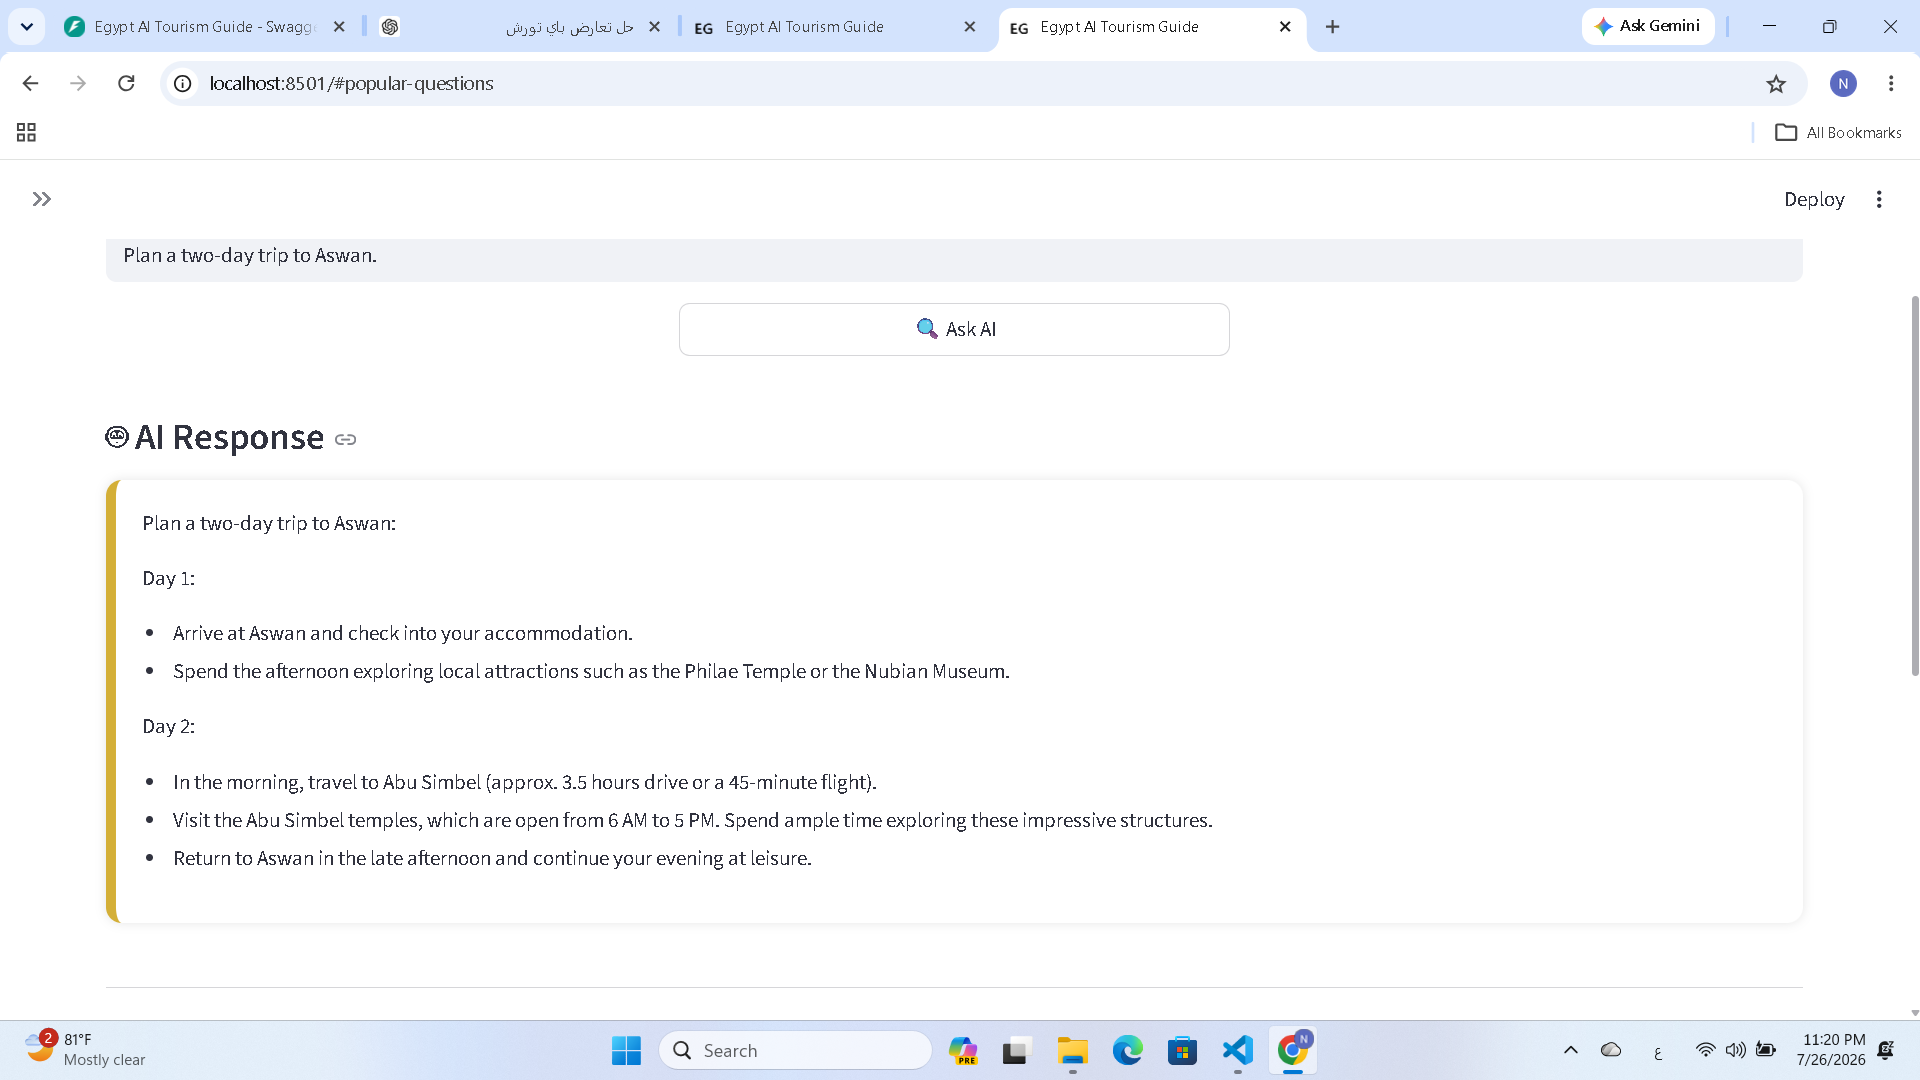 Egypt AI Tourism Guide - Swagge
حل تعارض باي تورش
EG Egypt AI Tourism Guide
EG Egypt AI Tourism Guide
Ask Gemini
localhost:8501/#popular-questions
N
All Bookmarks
Deploy
Plan a two-day trip to Aswan.
Ask AI
AI Response
Plan a two-day trip to Aswan:
Day 1:
• Arrive at Aswan and check into your accommodation.
• Spend the afternoon exploring local attractions such as the Philae Temple or the Nubian Museum.
Day 2:
• In the morning, travel to Abu Simbel (approx. 3.5 hours drive or a 45-minute flight).
• Visit the Abu Simbel temples, which are open from 6 AM to 5 PM. Spend ample time exploring these impressive structures.
• Return to Aswan in the late afternoon and continue your evening at leisure.
2
81°F
Mostly clear
Search
PRE
N
ع
11:20 PM
7/26/2026